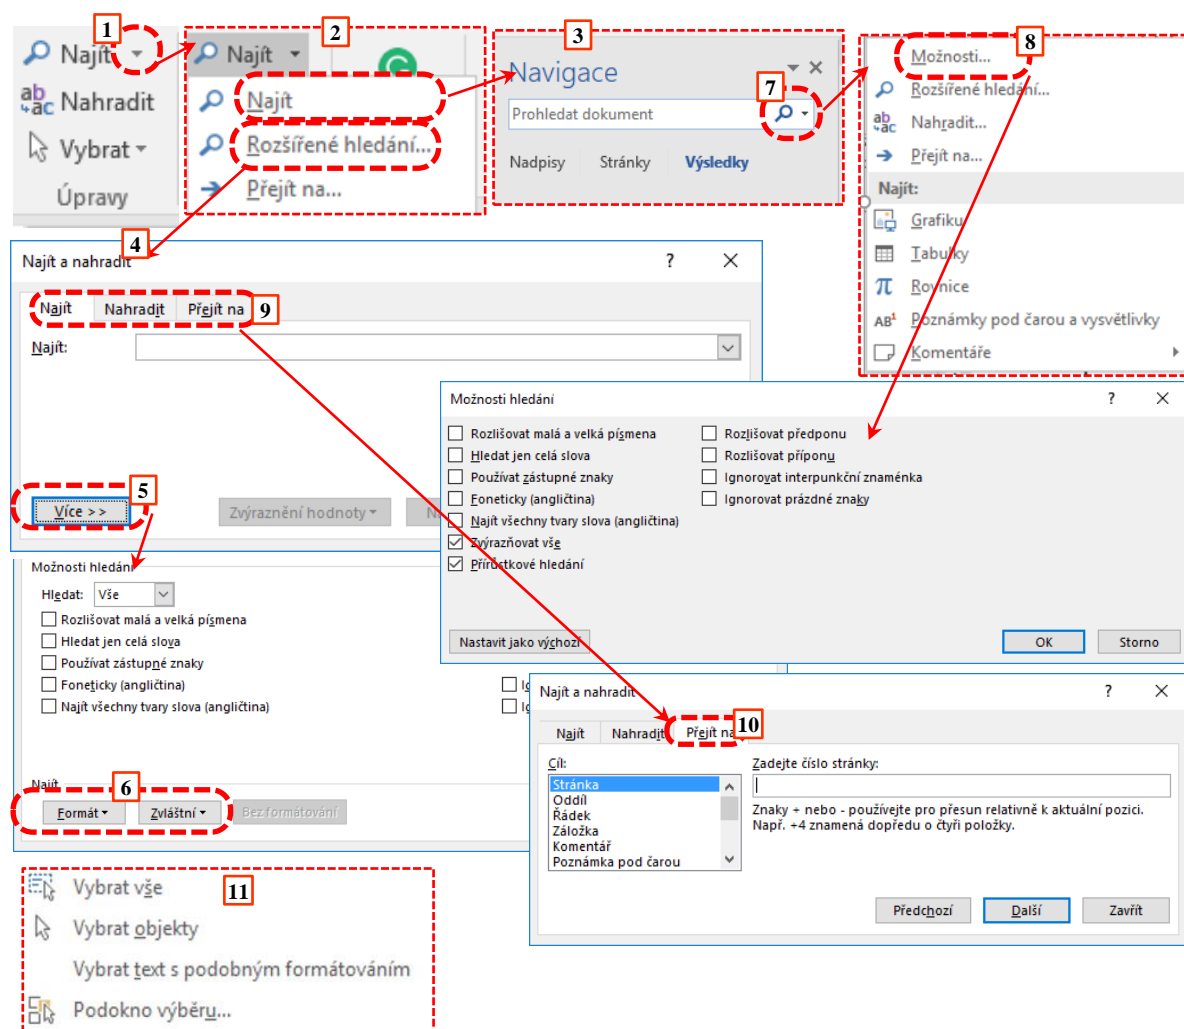 1
Najít
ab
ac Nahradit
Vybrat
Úpravy
2
Najít
Najít
Rozšířené hledání...
Přejít na...
3
Navigace
7
Prohledat dokument
Nadpisy Stránky Výsledky
8
Možnosti...
Rozšířené hledání...
ab
ac Nahradit...
Přejít na...
Najít:
Grafiku
Tabulky
π Rovnice
AB¹ Poznámky pod čarou a vysvětlivky
Komentáře
4
Najít a nahradit ?
Najít Nahradit Přejít na 9
Najít:
5
Více >> Zvýraznění hodnoty
Možnosti hledání
Hledat: Vše
Rozlišovat malá a velká písmena
Hledat jen celá slova
Používat zástupné znaky
Foneticky (angličtina)
Najít všechny tvary slova (angličtina)
Najít
6
Formát Zvláštní Bez formátování
Možnosti hledání ?
Rozlišovat malá a velká písmena Rozlišovat předponu
Hledat jen celá slova Rozlišovat příponu
Používat zástupné znaky Ignorovat interpunkční znaménka
Foneticky (angličtina) Ignorovat prázdné znaky
Najít všechny tvary slova (angličtina)
Zvýrazňovat vše
Přírůstkové hledání
Nastavit jako výchozí OK Storno
Najít a nahradit ?
Najít Nahradit Přejít na 10
Cíl: Zadejte číslo stránky:
Stránka
Oddíl
Řádek
Záložka
Komentář
Poznámka pod čarou
Znaky + nebo - používejte pro přesun relativně k aktuální pozici.
Např. +4 znamená dopředu o čtyři položky.
Předchozí Další Zavřít
11
Vybrat vše
Vybrat objekty
Vybrat text s podobným formátováním
Podokno výběru...